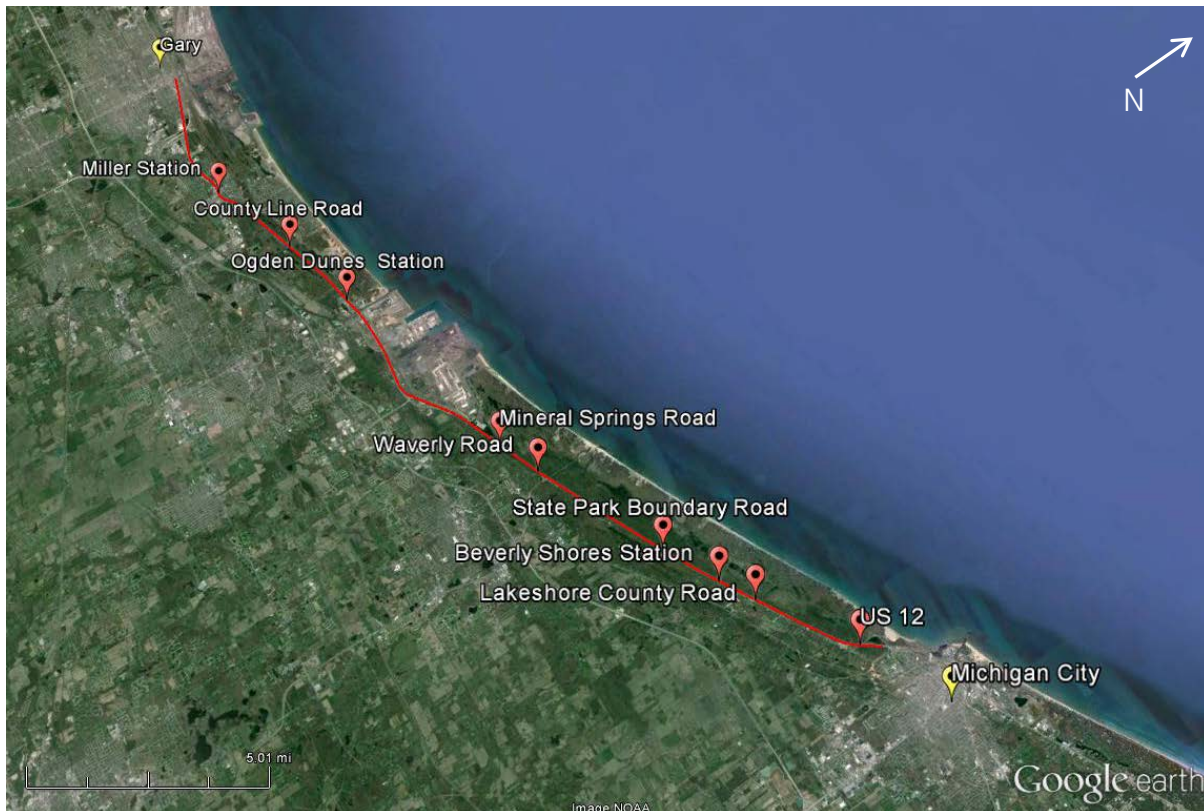 Gary
N
Miller Station
County Line Road
Ogden Dunes Station
Mineral Springs Road
Waverly Road
State Park Boundary Road
Beverly Shores Station
Lakeshore County Road
US 12
Michigan City
5.01 mi
Google earth
Image NOAA